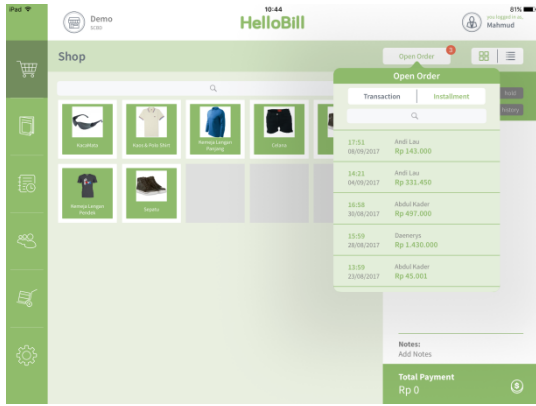 iPad
10:44
81%
Demo
HelloBill
you logged in as,
Mahmud
Shop
Open Order
3
Open Order
Transaction
Installment
hold
history
17:51 Andi Lau
08/09/2017 Rp 143.000
14:21 Andi Lau
04/09/2017 Rp 331.450
16:58 Abdul Kader
30/08/2017 Rp 497.000
15:59 Daenerys
28/08/2017 Rp 1.430.000
13:59 Abdul Kader
23/08/2017 Rp 45.001
KacaMata
Kaos & Polo Shirt
Kemeja Lengan
Panjang
Celana
Kemeja Lengan
Pendek
Sepatu
Notes:
Add Notes
Total Payment
Rp 0